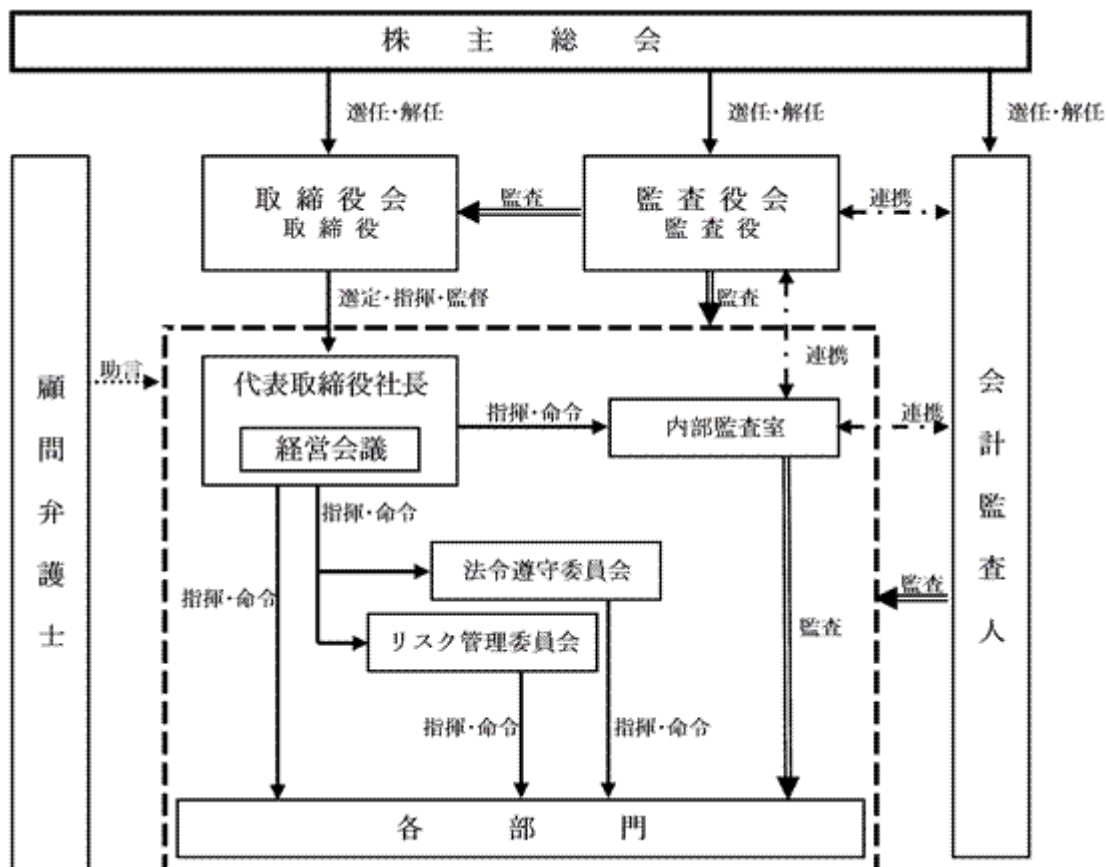 株主総会
選任・解任
選任・解任
選任・解任
取締役会
取締役
監査
監査役会
監査役
連携
選定・指揮・監督
監査
連携
助言
顧問弁護士
代表取締役社長
経営会議
指揮・命令
内部監査室
連携
会計監査人
指揮・命令
法令遵守委員会
指揮・命令
リスク管理委員会
監査
監査
指揮・命令
指揮・命令
各部門